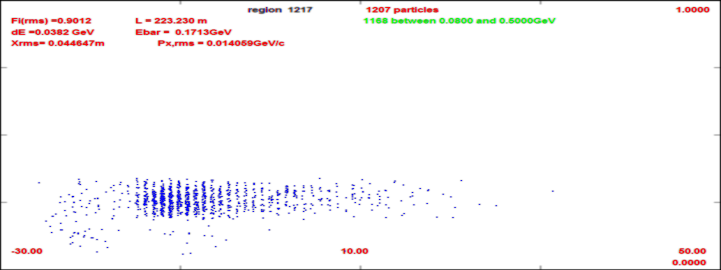 region 1217 1207 particles 1.0000
Fi(rms) =0.9012 L = 223.230 m 1168 between 0.0800 and 0.5000GeV
dE =0.0382 GeV Ebar = 0.1713GeV
Xrms= 0.044647m Px,rms = 0.014059GeV/c
-30.00 10.00 50.00
0.0000